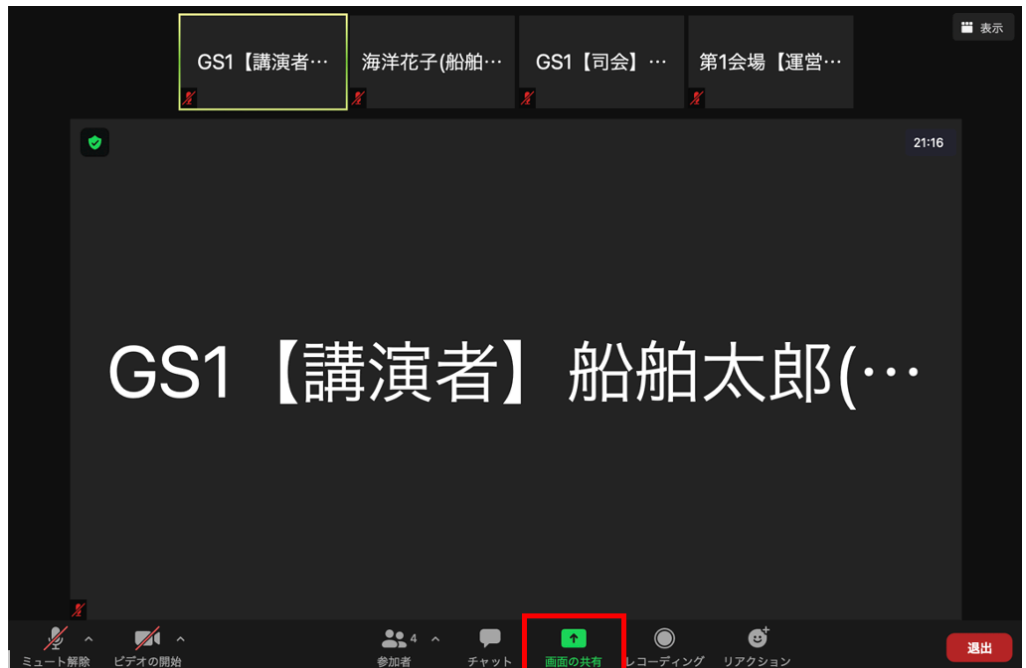 表示
GS1【講演者…
海洋花子(船舶…
GS1【司会】…
第1会場【運営…
21:16
GS1【講演者】船舶太郎(…
ミュート解除
ビデオの開始
4
参加者
チャット
画面の共有
レコーディング
リアクション
退出